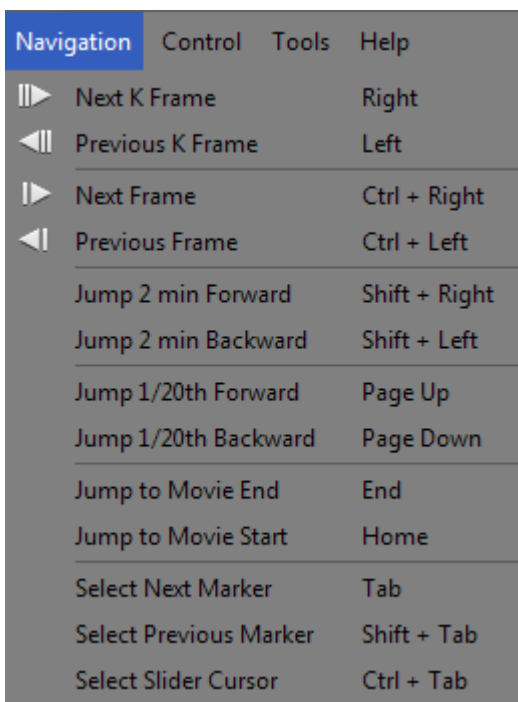 Navigation Control Tools Help
Next K Frame Right
Previous K Frame Left
Next Frame Ctrl + Right
Previous Frame Ctrl + Left
Jump 2 min Forward Shift + Right
Jump 2 min Backward Shift + Left
Jump 1/20th Forward Page Up
Jump 1/20th Backward Page Down
Jump to Movie End End
Jump to Movie Start Home
Select Next Marker Tab
Select Previous Marker Shift + Tab
Select Slider Cursor Ctrl + Tab